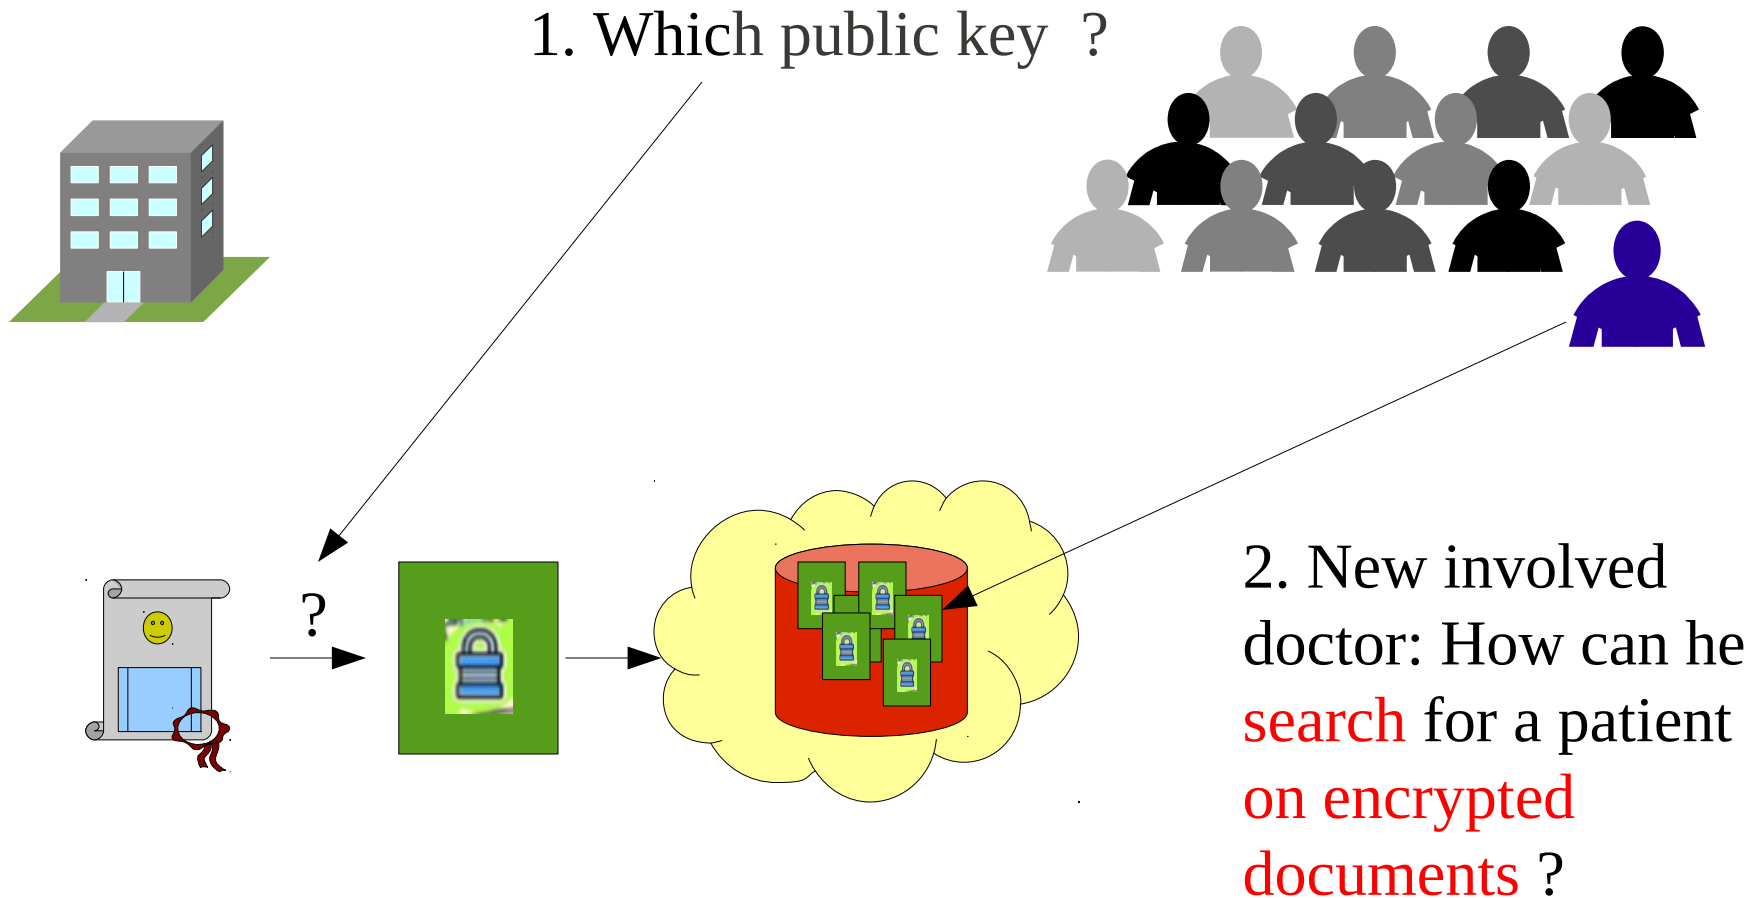 1. Which public key ?
?
2. New involved
doctor: How can he
search for a patient
on encrypted
documents ?